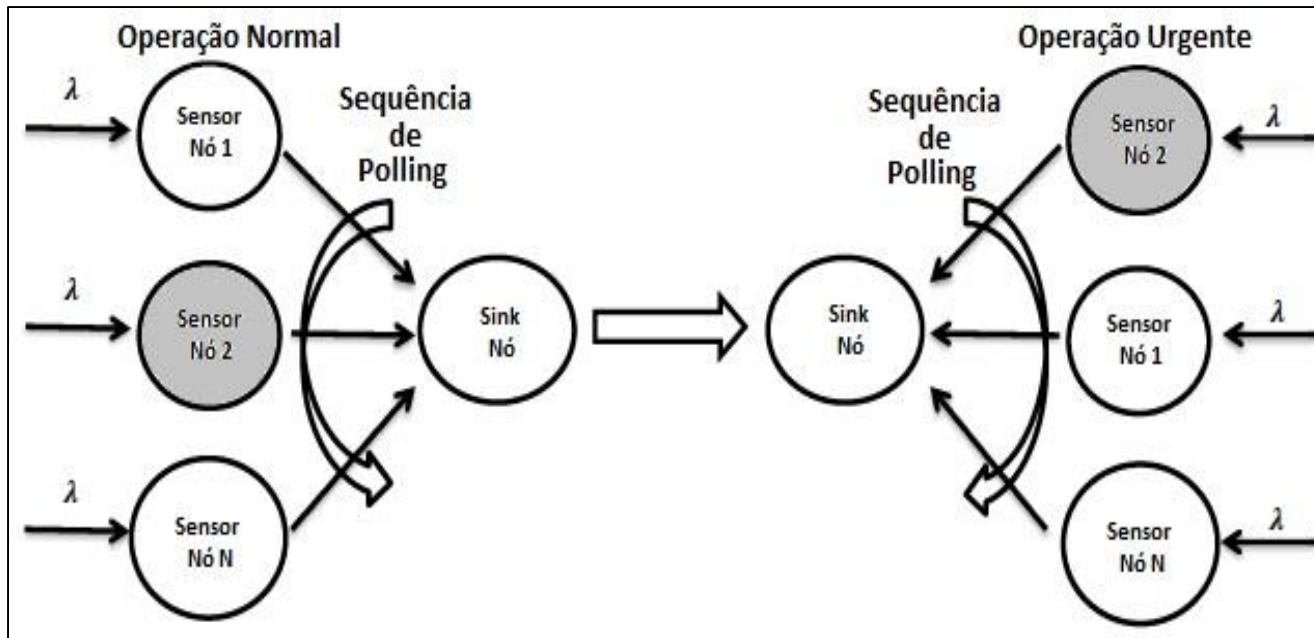 Operação Normal
λ
Sensor
Nó 1
λ
Sensor
Nó 2
λ
Sensor
Nó N
Sequência
de
Polling
Sink
Nó
Operação Urgente
Sequência
de
Polling
Sink
Nó
Sensor
Nó 2
λ
Sensor
Nó 1
λ
Sensor
Nó N
λ